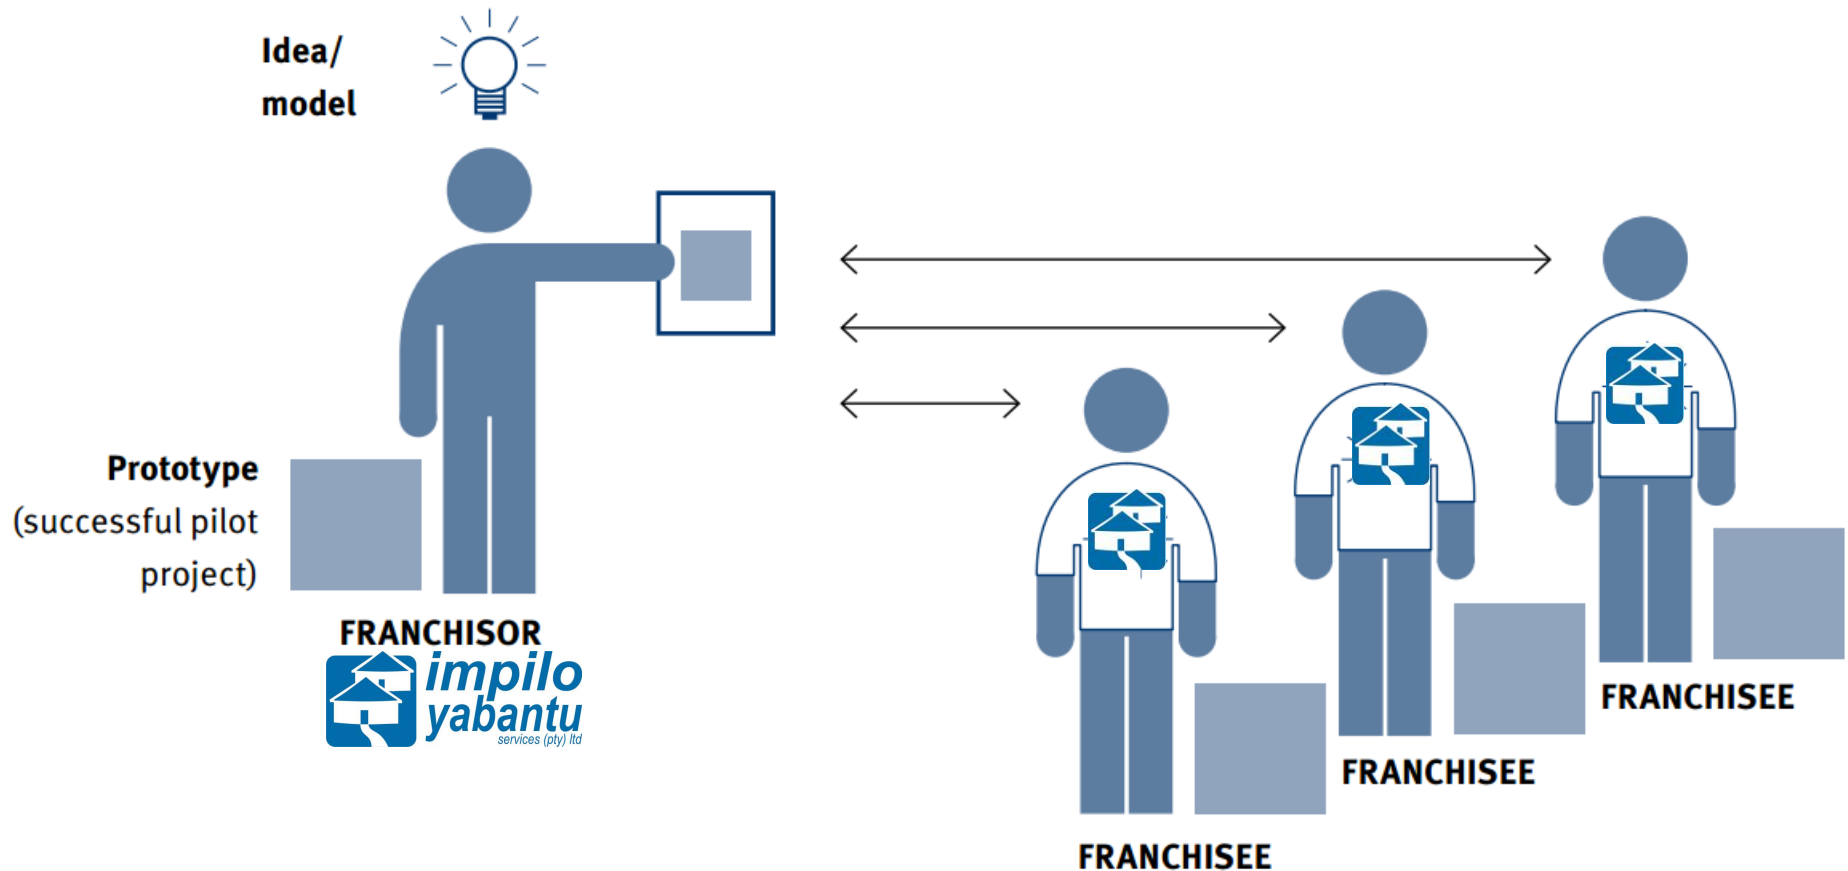 Idea/
model
Prototype
(successful pilot
project)
FRANCHISOR
impilo
yabantu
services (pty) ltd
FRANCHISEE
FRANCHISEE
FRANCHISEE